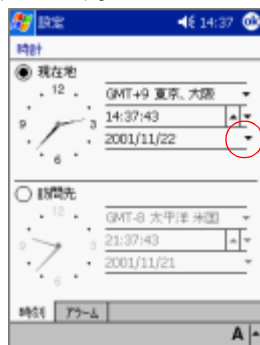 設定 14:37 ok
時計
現在地
12
9 3
6
GMT+9 東京、大阪
14:37:43
2001/11/22
訪問先
12
9 3
6
GMT-8 太平洋 米国
21:37:43
2001/11/21
時刻 アラーム
A